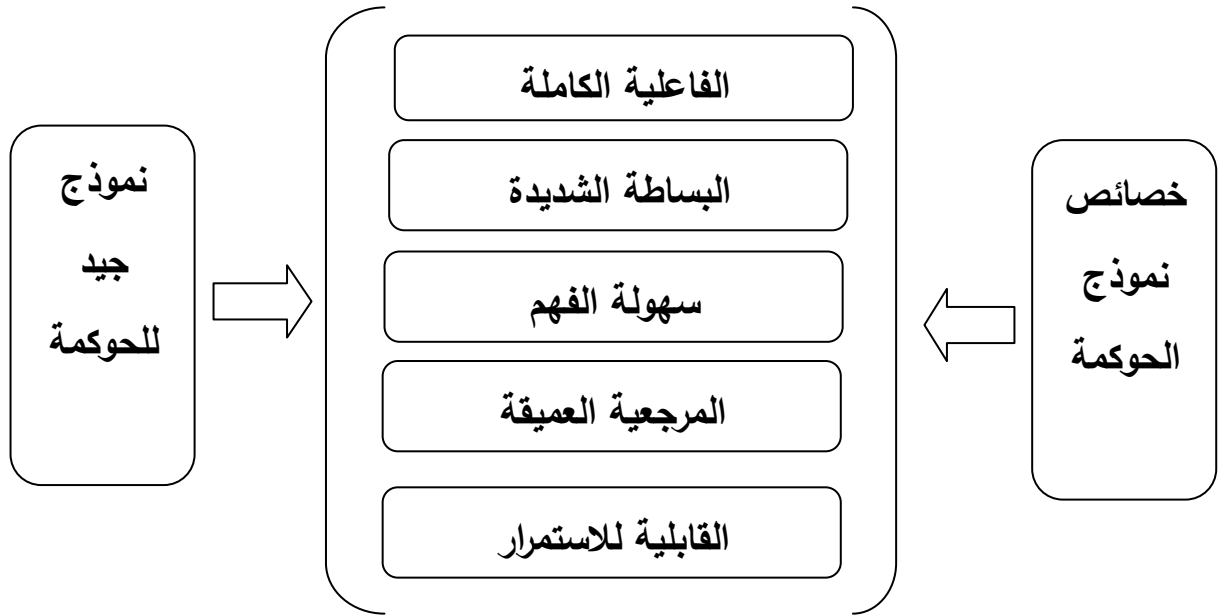 خصائص
نموذج
الحوكمة
الفاعلية الكاملة
البساطة الشديدة
سهولة الفهم
المرجعية العميقة
القابلية للاستمرار
نموذج
جيد
للحوكمة